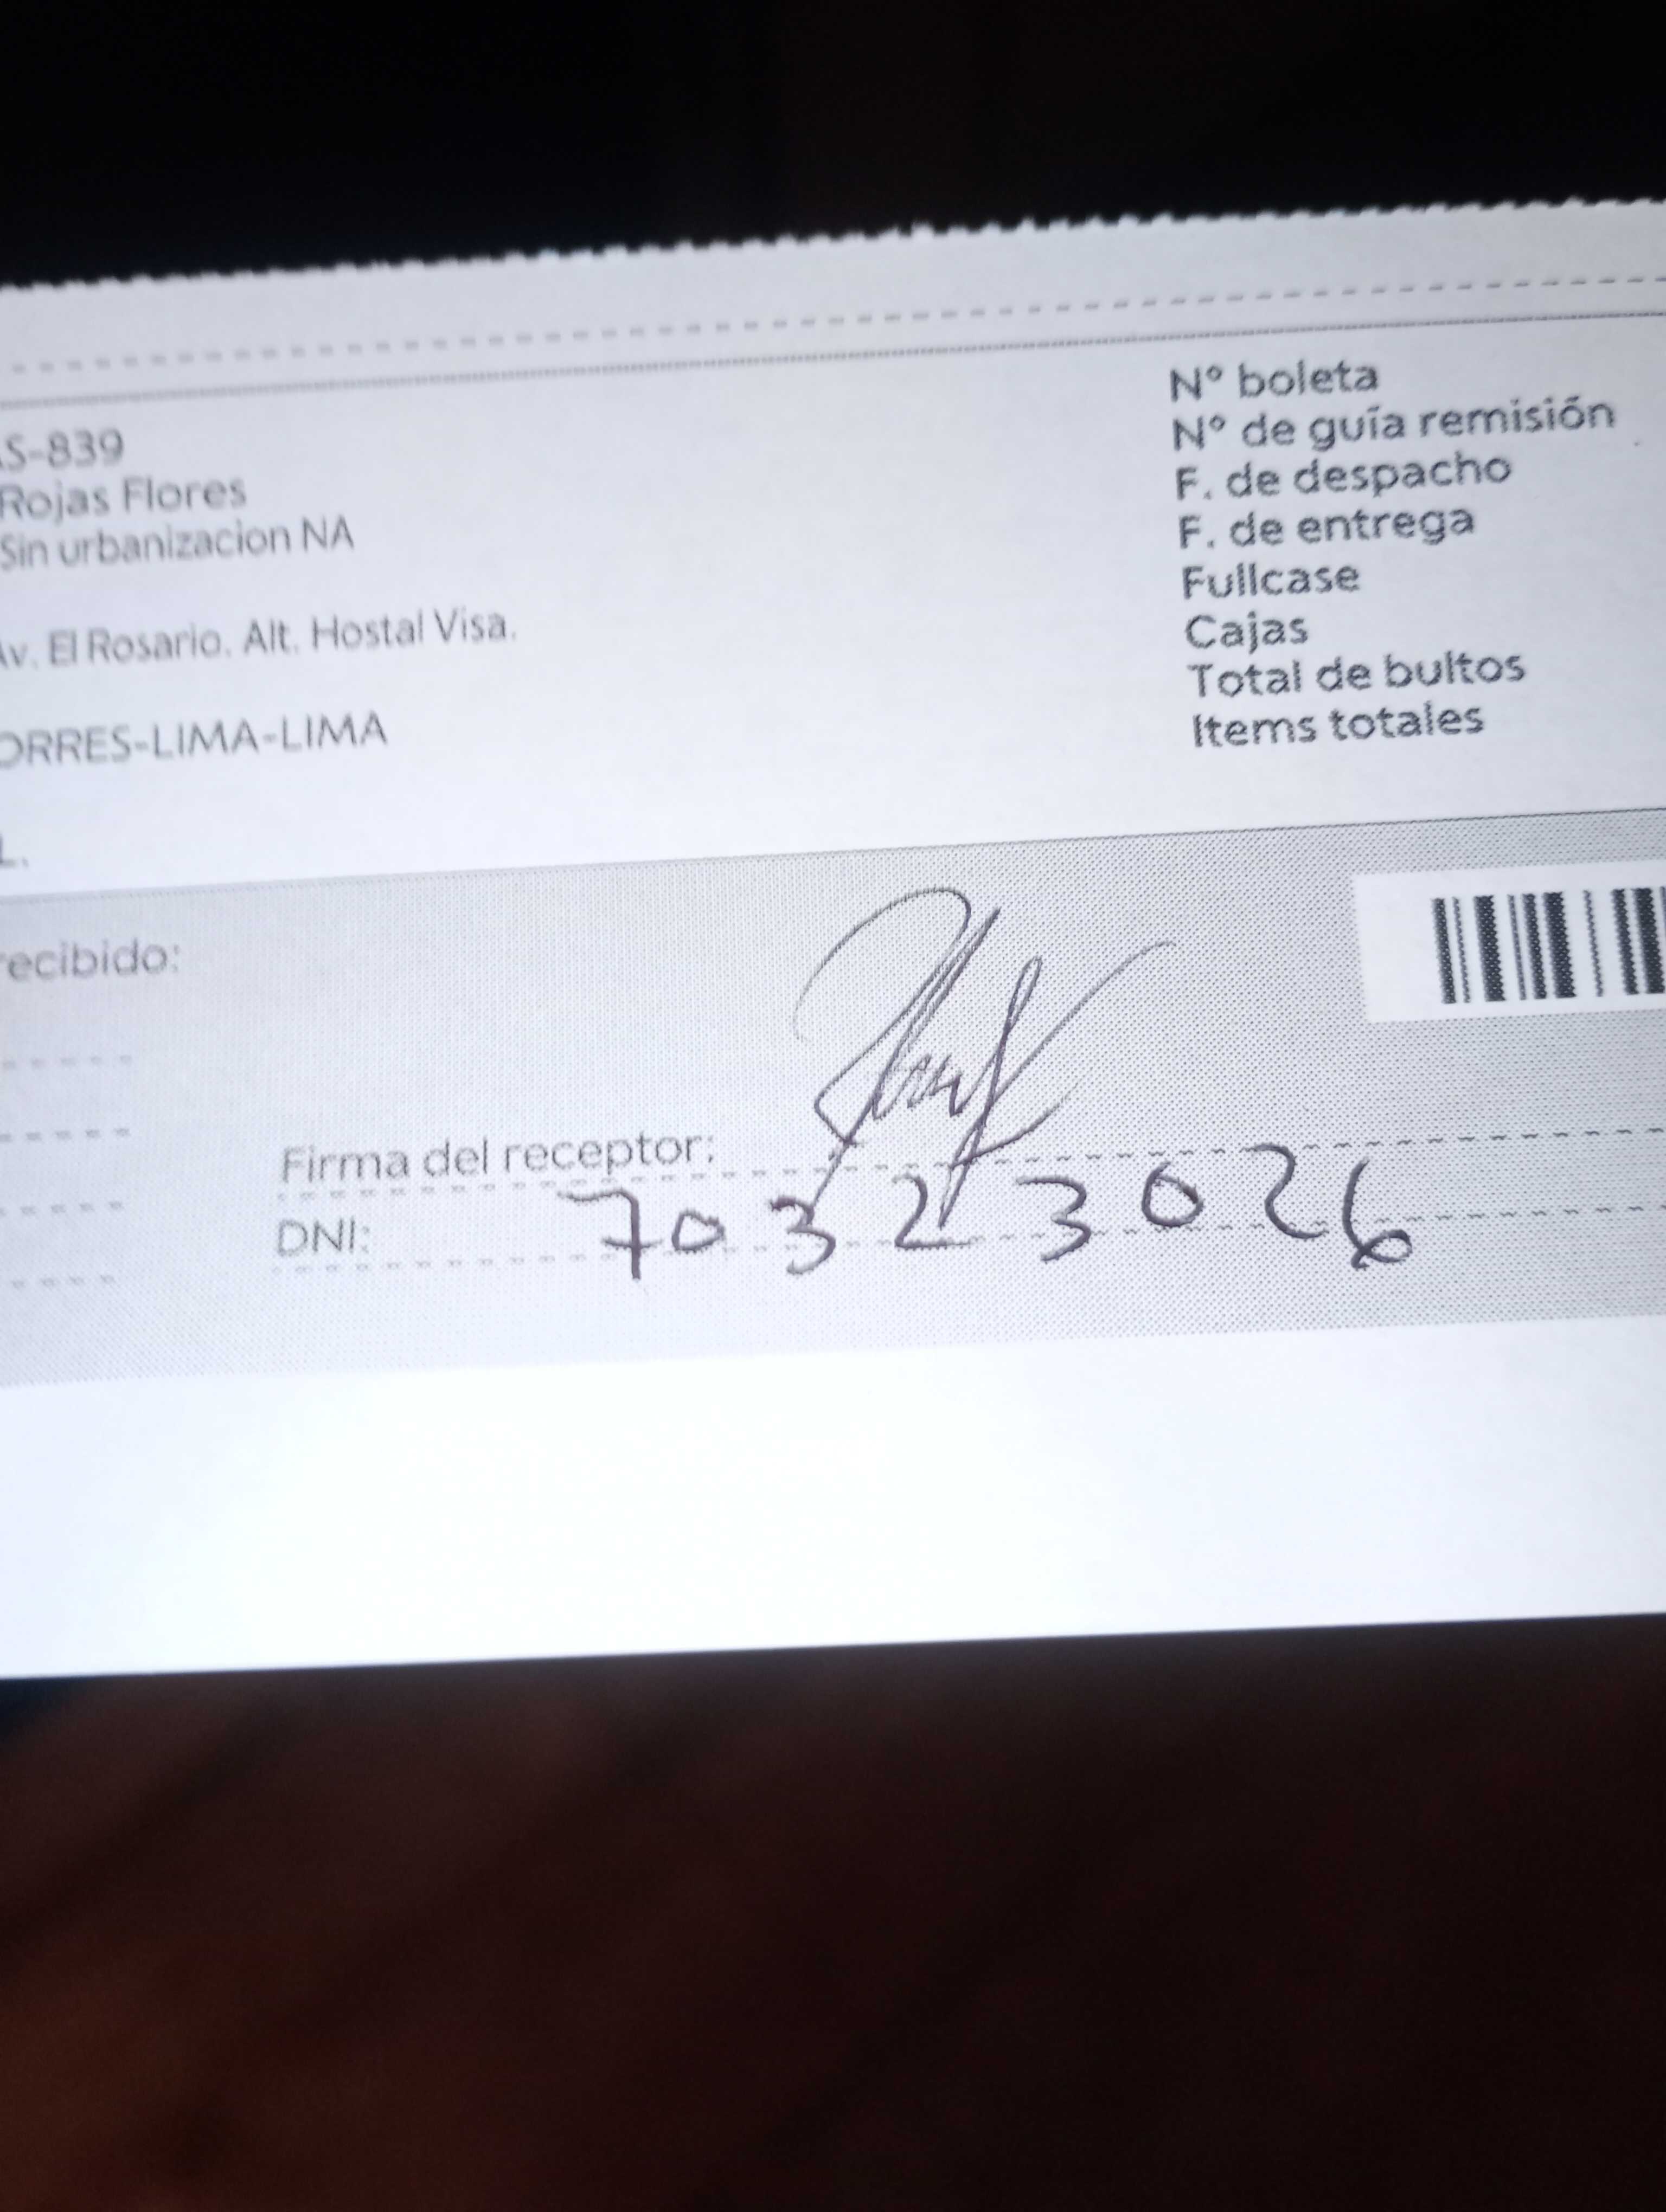 S-839
Rojas Flores
Sin urbanizacion NA
Av. El Rosario. Alt. Hostal Visa.
ORRES-LIMA-LIMA
L.
N° boleta
N° de guía remisión
F. de despacho
F. de entrega
Fullcase
Cajas
Total de bultos
Items totales
recibido:
Firma del receptor:
DNI: 70323026